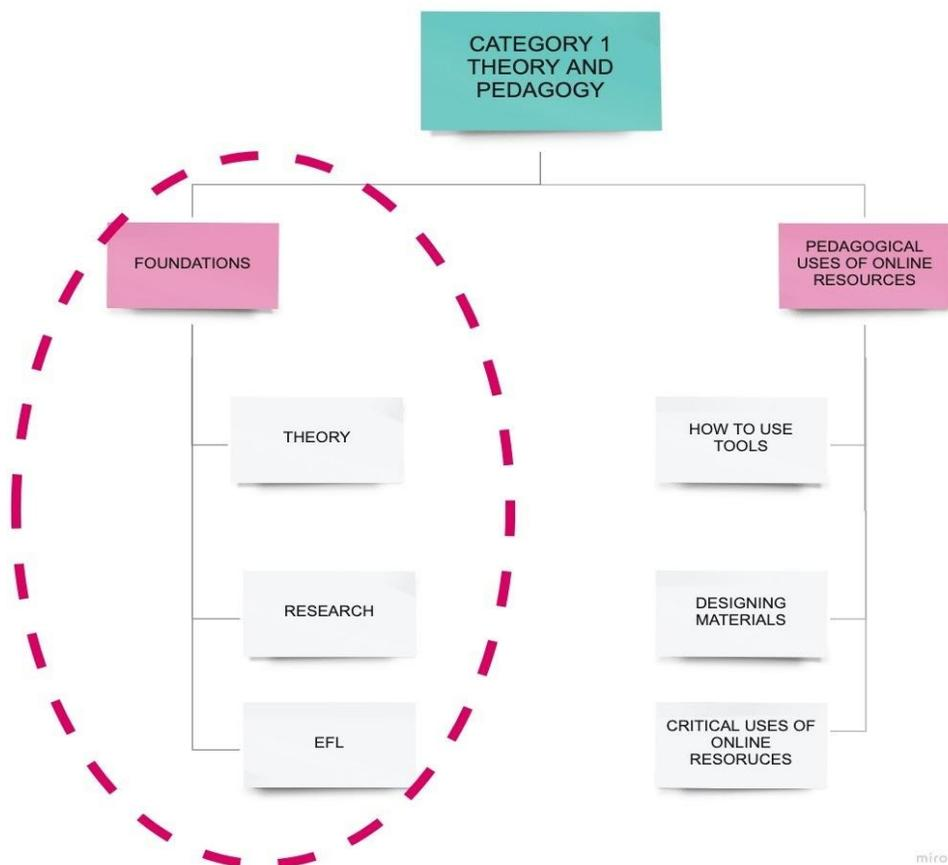 CATEGORY 1
THEORY AND
PEDAGOGY
FOUNDATIONS
PEDAGOGICAL
USES OF ONLINE
RESOURCES
THEORY
HOW TO USE
TOOLS
RESEARCH
DESIGNING
MATERIALS
EFL
CRITICAL USES OF
ONLINE
RESORUCES
miro